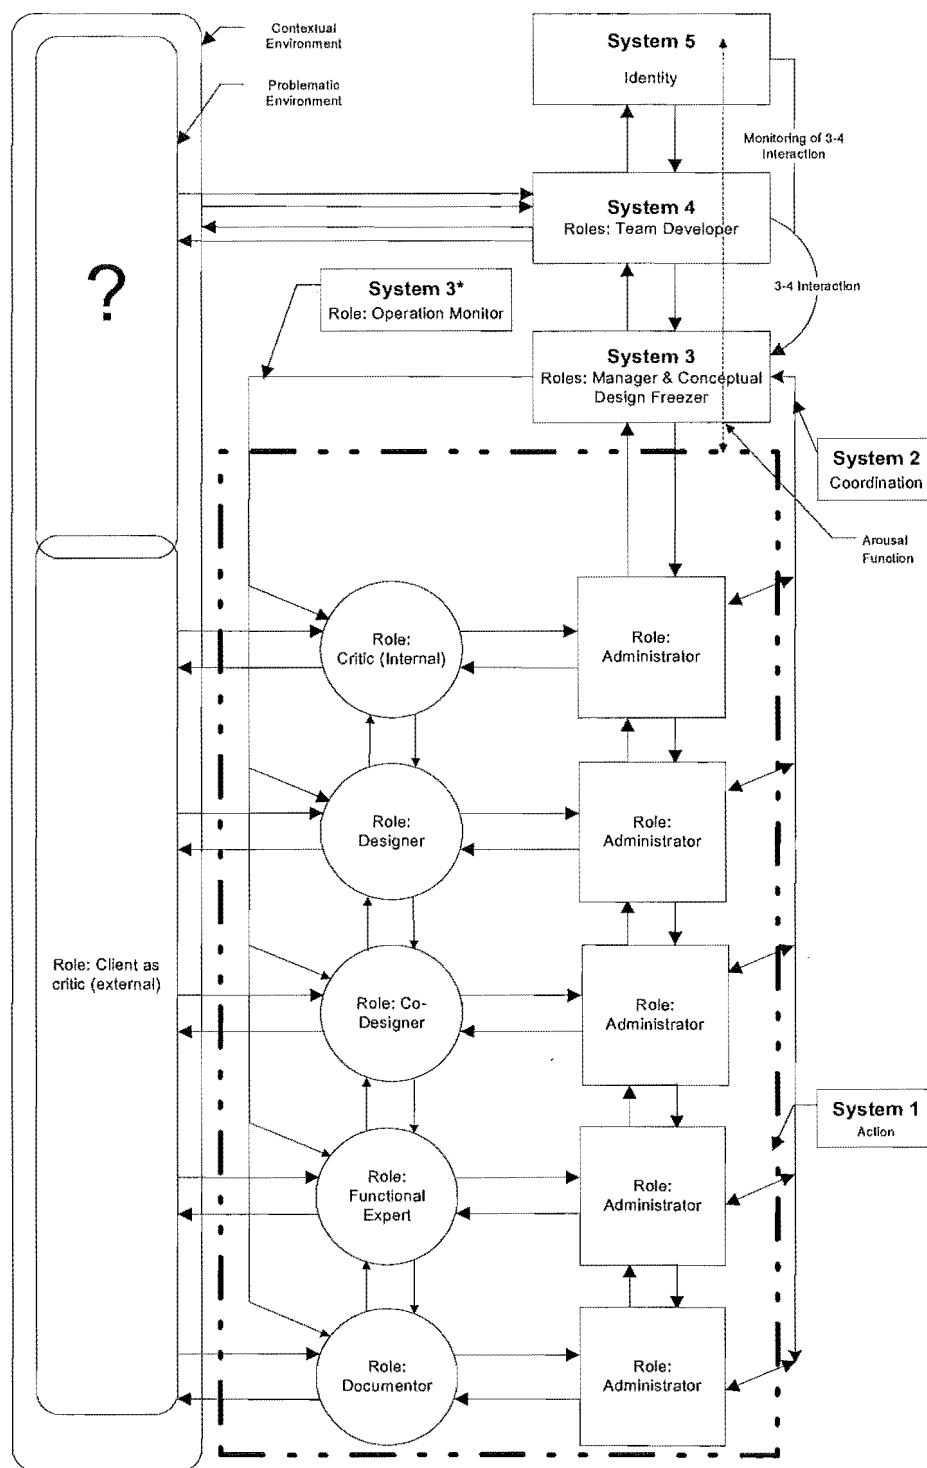 Contextual
Environment
Problematic
Environment
System 5
Identity
Monitoring of 3-4
Interaction
System 4
Roles: Team Developer
?
System 3*
Role: Operation Monitor
3-4 Interaction
System 3
Roles: Manager & Conceptual
Design Freezer
System 2
Coordination
Arousal
Function
Role:
Critic (Internal)
Role:
Administrator
Role:
Designer
Role:
Administrator
Role: Client as
critic (external)
Role: Co-
Designer
Role:
Administrator
System 1
Action
Role:
Functional
Expert
Role:
Administrator
Role:
Documentor
Role:
Administrator